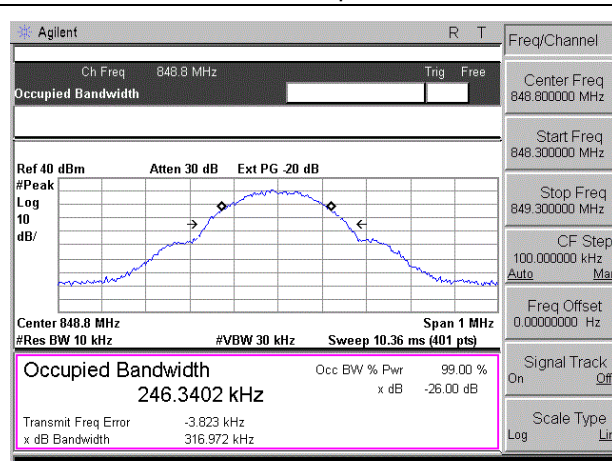 Agilent R T
Ch Freq 848.8 MHz Trig Free
Occupied Bandwidth
Ref 40 dBm Atten 30 dB Ext PG -20 dB
#Peak
Log
10
dB/
Center 848.8 MHz Span 1 MHz
#Res BW 10 kHz #VBW 30 kHz Sweep 10.36 ms (401 pts)
Occupied Bandwidth Occ BW % Pwr 99.00 %
246.3402 kHz x dB -26.00 dB
Transmit Freq Error -3.823 kHz
x dB Bandwidth 316.972 kHz
Freq/Channel
Center Freq
848.800000 MHz
Start Freq
848.300000 MHz
Stop Freq
849.300000 MHz
CF Step
100.000000 kHz
Auto Ma
Freq Offset
0.00000000 Hz
Signal Track
On Off
Scale Type
Log Lin